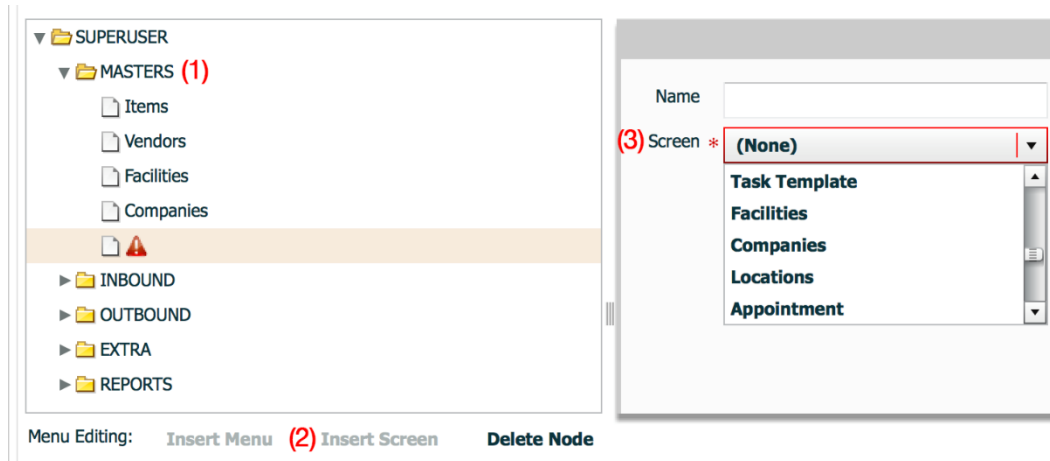 SUPERUSER
MASTERS (1)
Items
Vendors
Facilities
Companies
INBOUND
OUTBOUND
EXTRA
REPORTS
Menu Editing: Insert Menu (2) Insert Screen Delete Node
Name
(3) Screen * (None)
Task Template
Facilities
Companies
Locations
Appointment